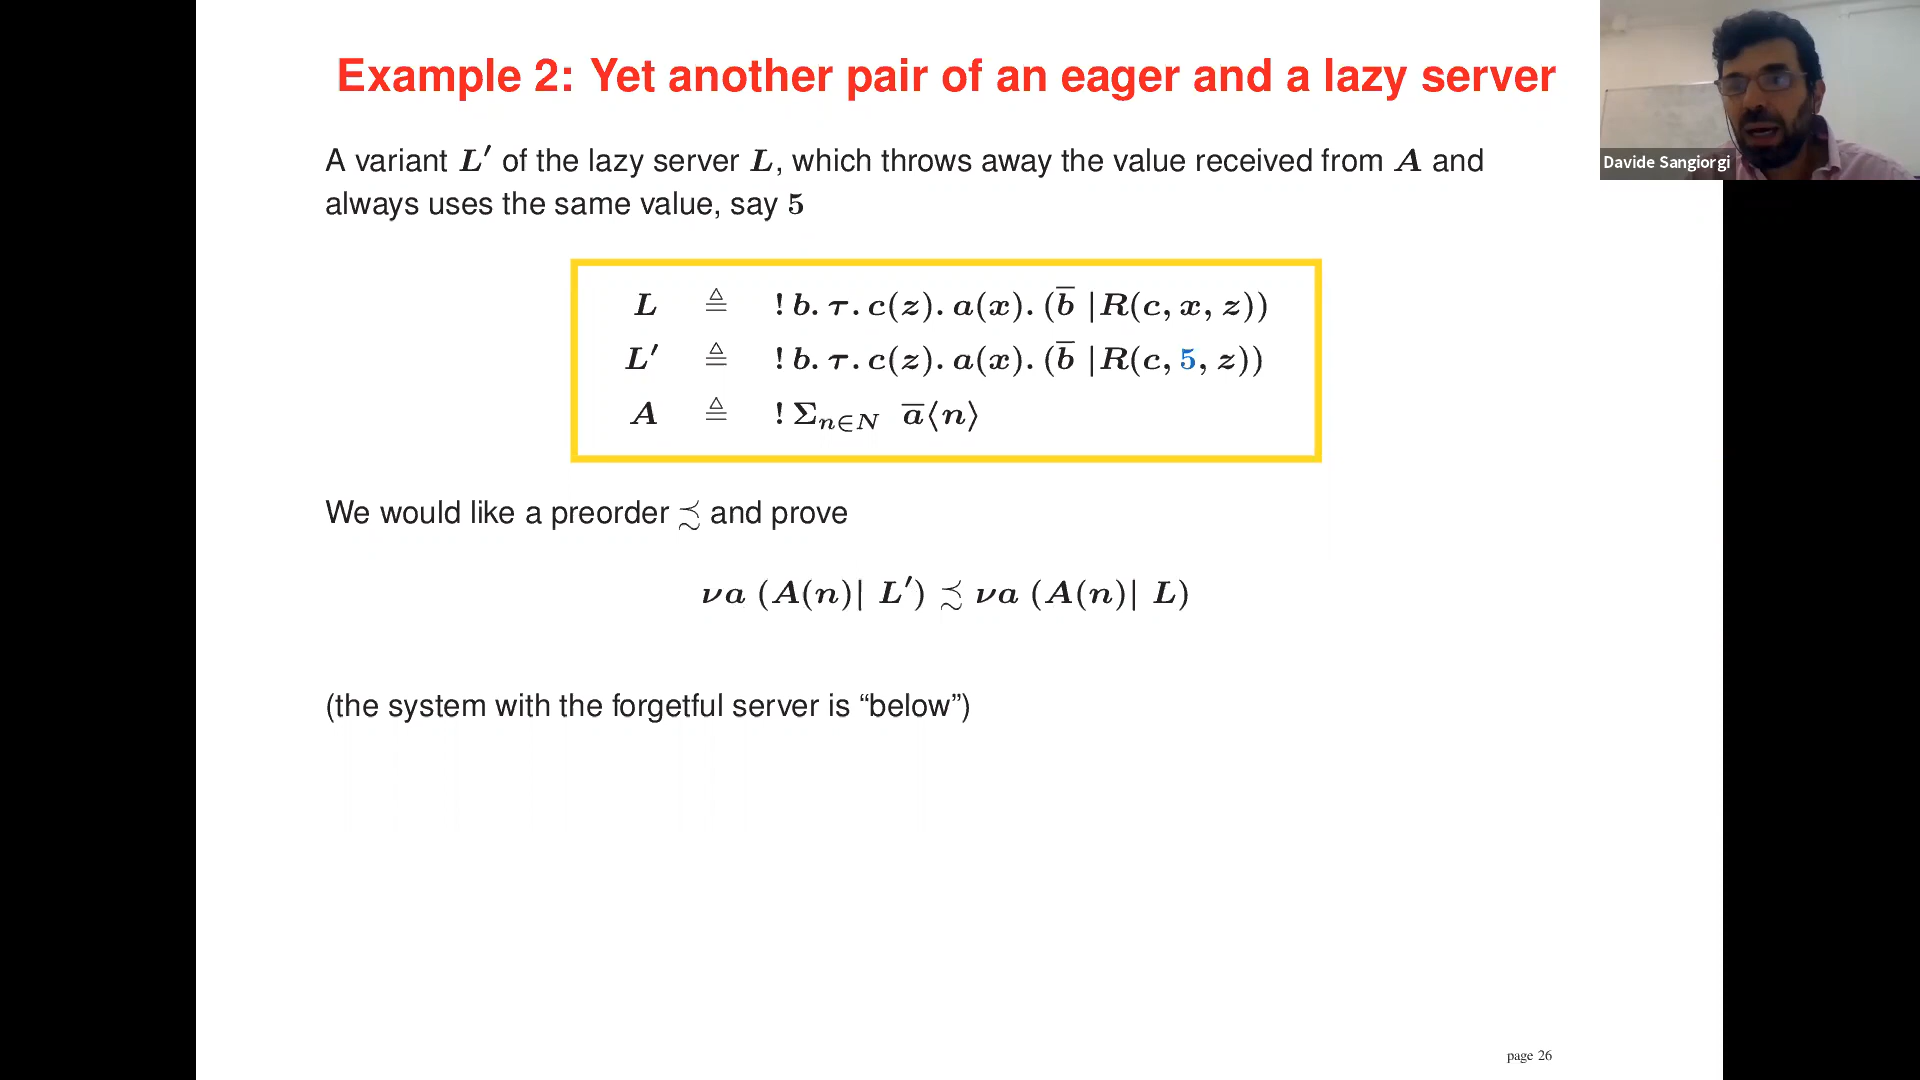 Example 2: Yet another pair of an eager and a lazy server
Davide Sangiorgi
A variant L′ of the lazy server L, which throws away the value received from A and
always uses the same value, say 5
L ≜ ! b. τ. c(z). a(x). (b̅ | R(c, x, z))
L′ ≜ ! b. τ. c(z). a(x). (b̅ | R(c, 5, z))
A ≜ ! Σ_{n∈N} a̅⟨n⟩
We would like a preorder ≾ and prove
νa (A(n)| L′) ≾ νa (A(n)| L)
(the system with the forgetful server is “below”)
page 26